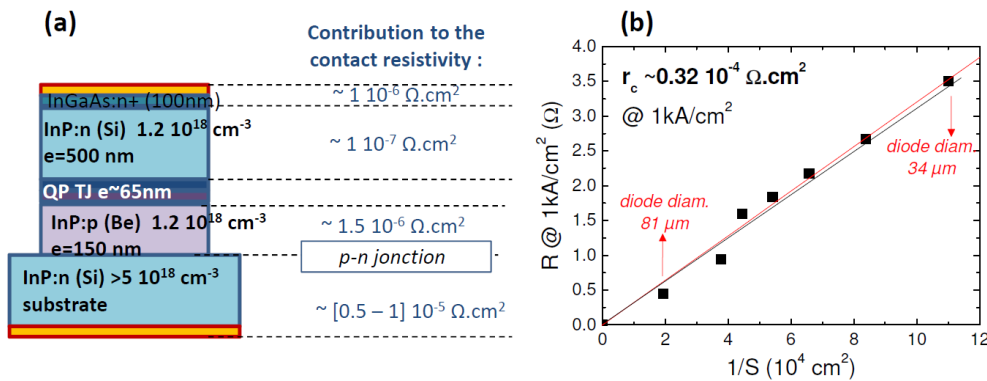 (a)
Contribution to the
contact resistivity :
InGaAs:n+ (100nm)
~ 1 10⁻⁶ Ω.cm²
InP:n (Si) 1.2 10¹⁸ cm⁻³
e=500 nm
~ 1 10⁻⁷ Ω.cm²
QP TJ e~65nm
InP:p (Be) 1.2 10¹⁸ cm⁻³
e=150 nm
~ 1.5 10⁻⁶ Ω.cm²
p-n jonction
InP:n (Si) >5 10¹⁸ cm⁻³
substrate
~ [0.5 – 1] 10⁻⁵ Ω.cm²
(b)
R @ 1kA/cm² (Ω)
4.0
3.5
3.0
2.5
2.0
1.5
1.0
0.5
0.0
r_c ~0.32 10⁻⁴ Ω.cm²
@ 1kA/cm²
diode diam.
34 µm
diode diam.
81 µm
0 2 4 6 8 10 12
1/S (10⁴ cm²)